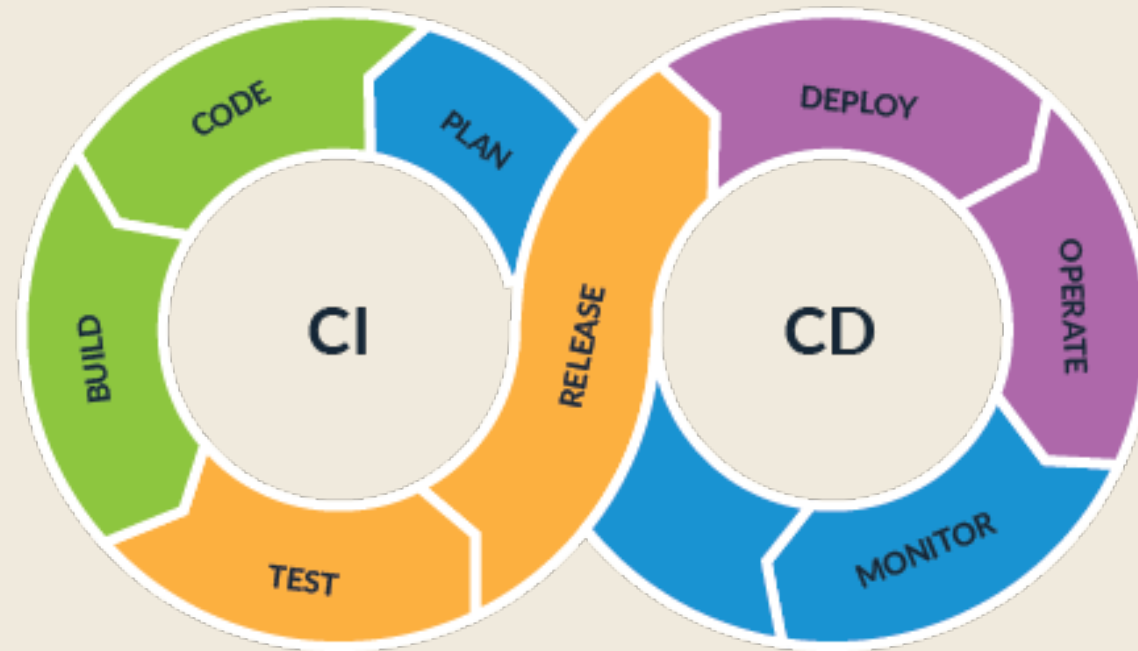 CODE
PLAN
BUILD
CI
TEST
RELEASE
DEPLOY
OPERATE
CD
MONITOR